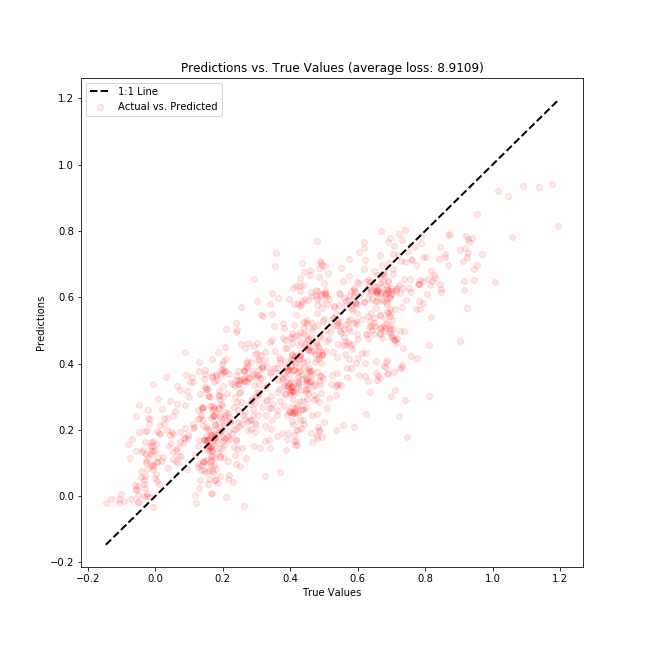 Predictions vs. True Values (average loss: 8.9109)
1:1 Line
Actual vs. Predicted
1.2
1.0
0.8
0.6
0.4
0.2
0.0
−0.2
Predictions
−0.2 0.0 0.2 0.4 0.6 0.8 1.0 1.2
True Values